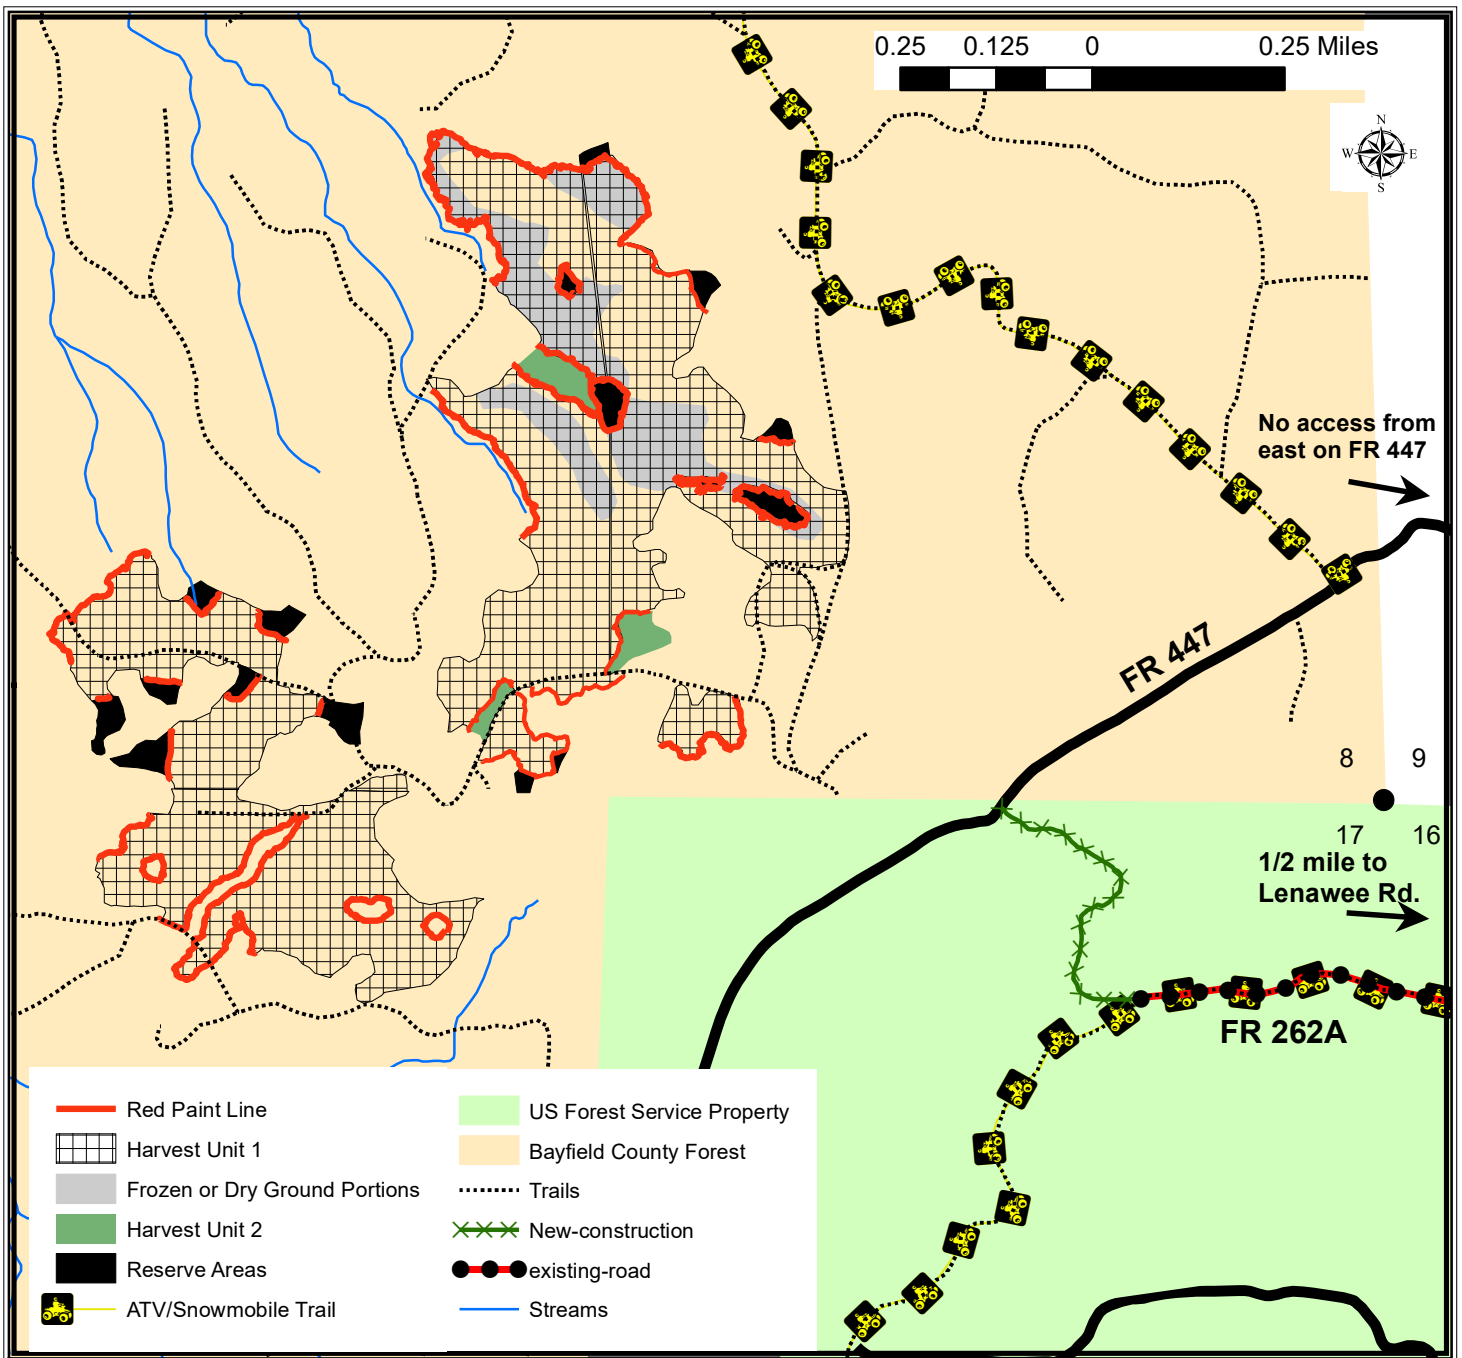 0.25 0.125 0 0.25 Miles
N
W E
S
No access from
east on FR 447
FR 447
8 9
17 16
1/2 mile to
Lenawee Rd.
FR 262A
Red Paint Line
Harvest Unit 1
Frozen or Dry Ground Portions
Harvest Unit 2
Reserve Areas
ATV/Snowmobile Trail
US Forest Service Property
Bayfield County Forest
Trails
New-construction
existing-road
Streams